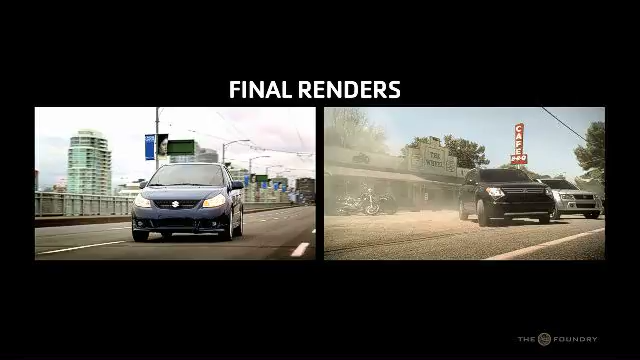 FINAL RENDERS
CAFE
B-B-Q
THE FOUNDRY